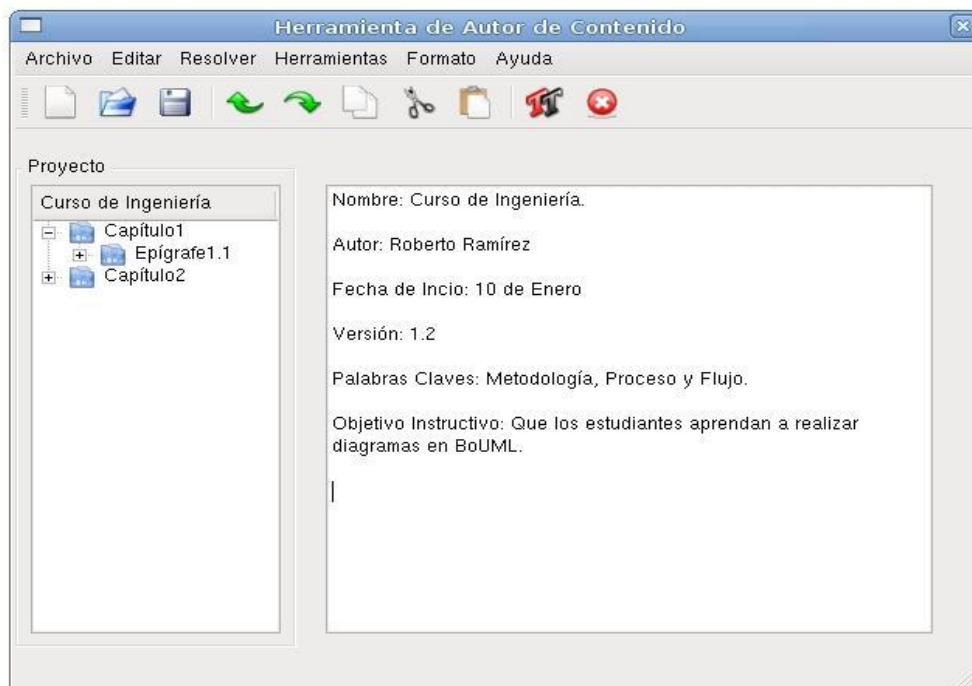 Herramienta de Autor de Contenido
Archivo Editar Resolver Herramientas Formato Ayuda
Proyecto
Curso de Ingeniería
Capítulo1
Epígrafe1.1
Capítulo2
Nombre: Curso de Ingeniería.
Autor: Roberto Ramírez
Fecha de Incio: 10 de Enero
Versión: 1.2
Palabras Claves: Metodología, Proceso y Flujo.
Objetivo Instructivo: Que los estudiantes aprendan a realizar
diagramas en BoUML.